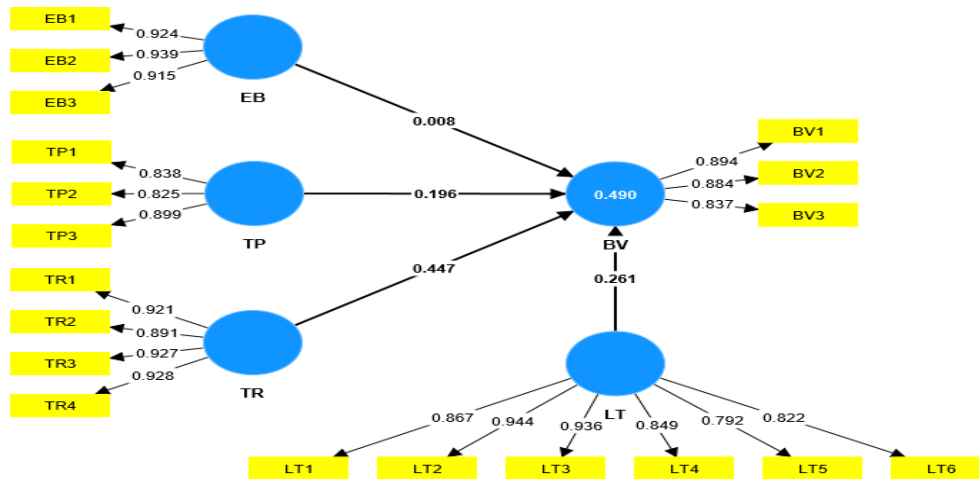 EB1
0.924
EB2
0.939
EB3
0.915
EB
0.008
TP1
0.838
TP2
0.825
TP3
0.899
TP
0.196
TR1
0.921
TR2
0.891
TR3
0.927
TR4
0.928
TR
0.447
0.490
BV
BV1
0.894
BV2
0.884
BV3
0.837
0.261
LT
0.867
0.944
0.936
0.849
0.792
0.822
LT1
LT2
LT3
LT4
LT5
LT6